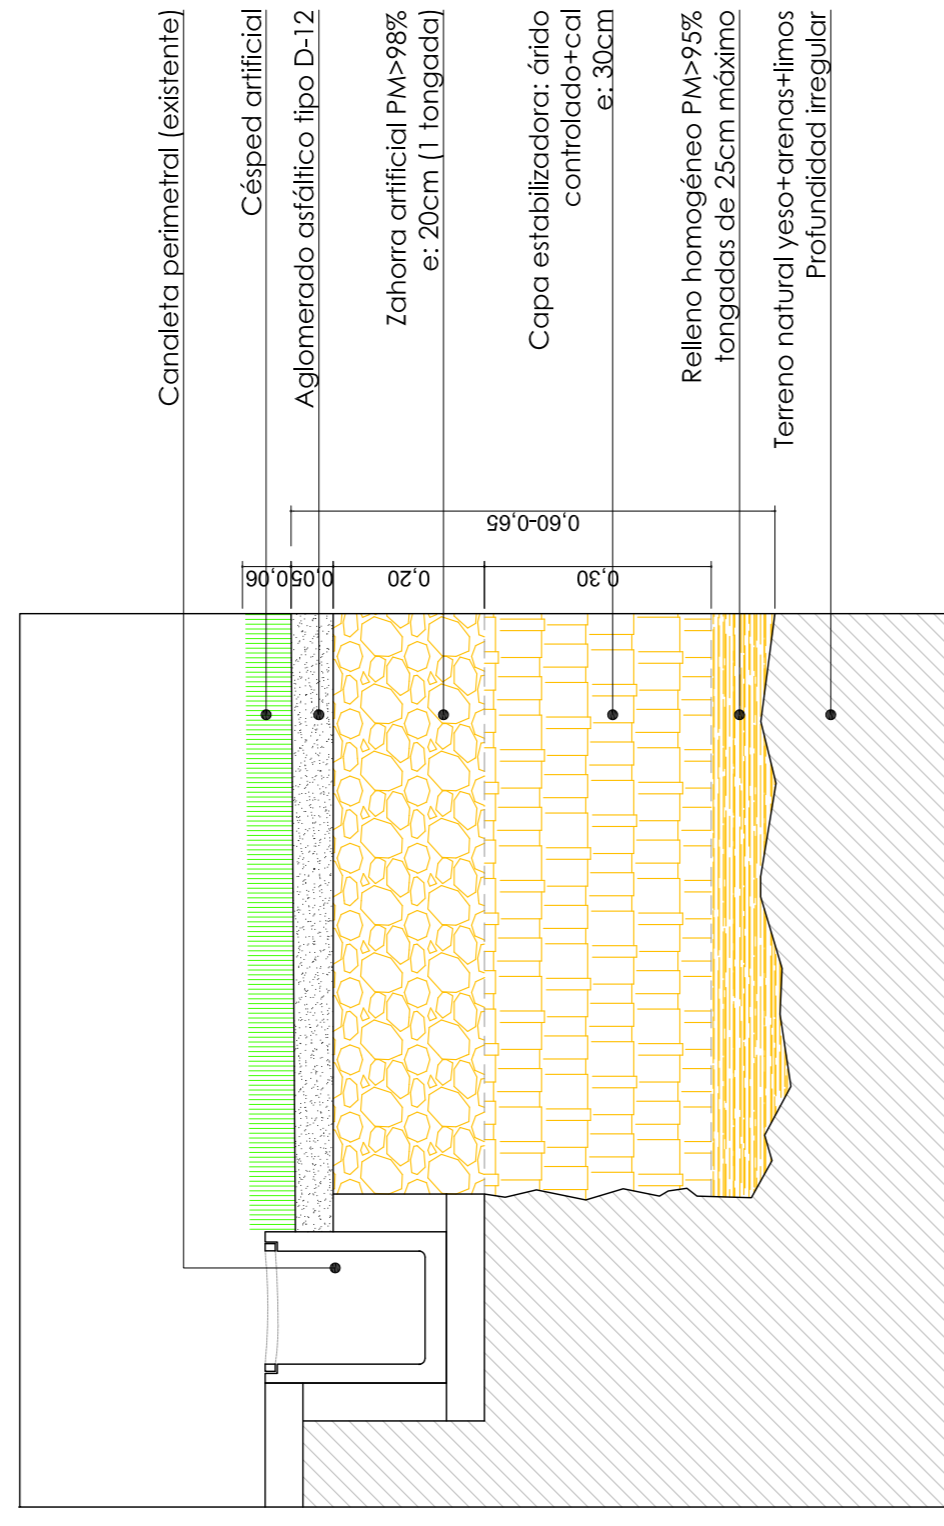 Canaleta perimetral (existente)
Césped artificial
Aglomerado asfáltico tipo D-12
Zahorra artificial PM>98%
e: 20cm (1 tongada)
Capa estabilizadora: árido
controlado+cal
e: 30cm
Relleno homogéneo PM>95%
tongadas de 25cm máximo
Terreno natural yeso+arenas+limos
Profundidad irregular
0,60-0,65
0,06
0,05
0,20
0,30